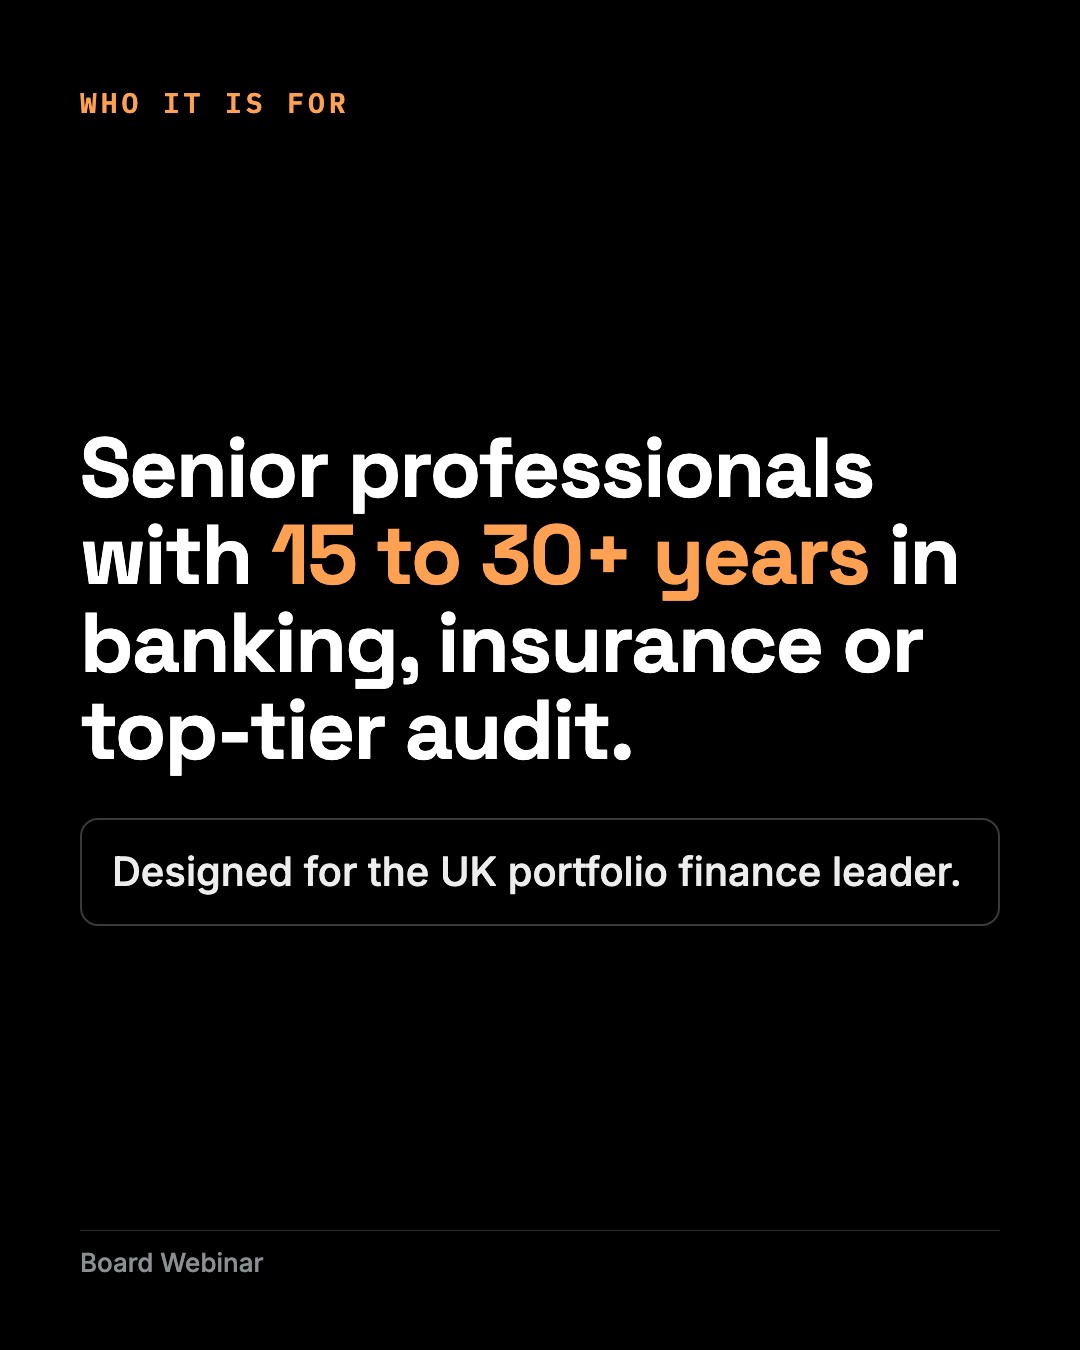 WHO IT IS FOR
Senior professionals
with 15 to 30+ years in
banking, insurance or
top-tier audit.
Designed for the UK portfolio finance leader.
Board Webinar